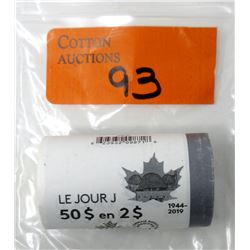 COTTON
AUCTIONS
93
LE JOUR J
50 $ en 2 $
1944-
2019